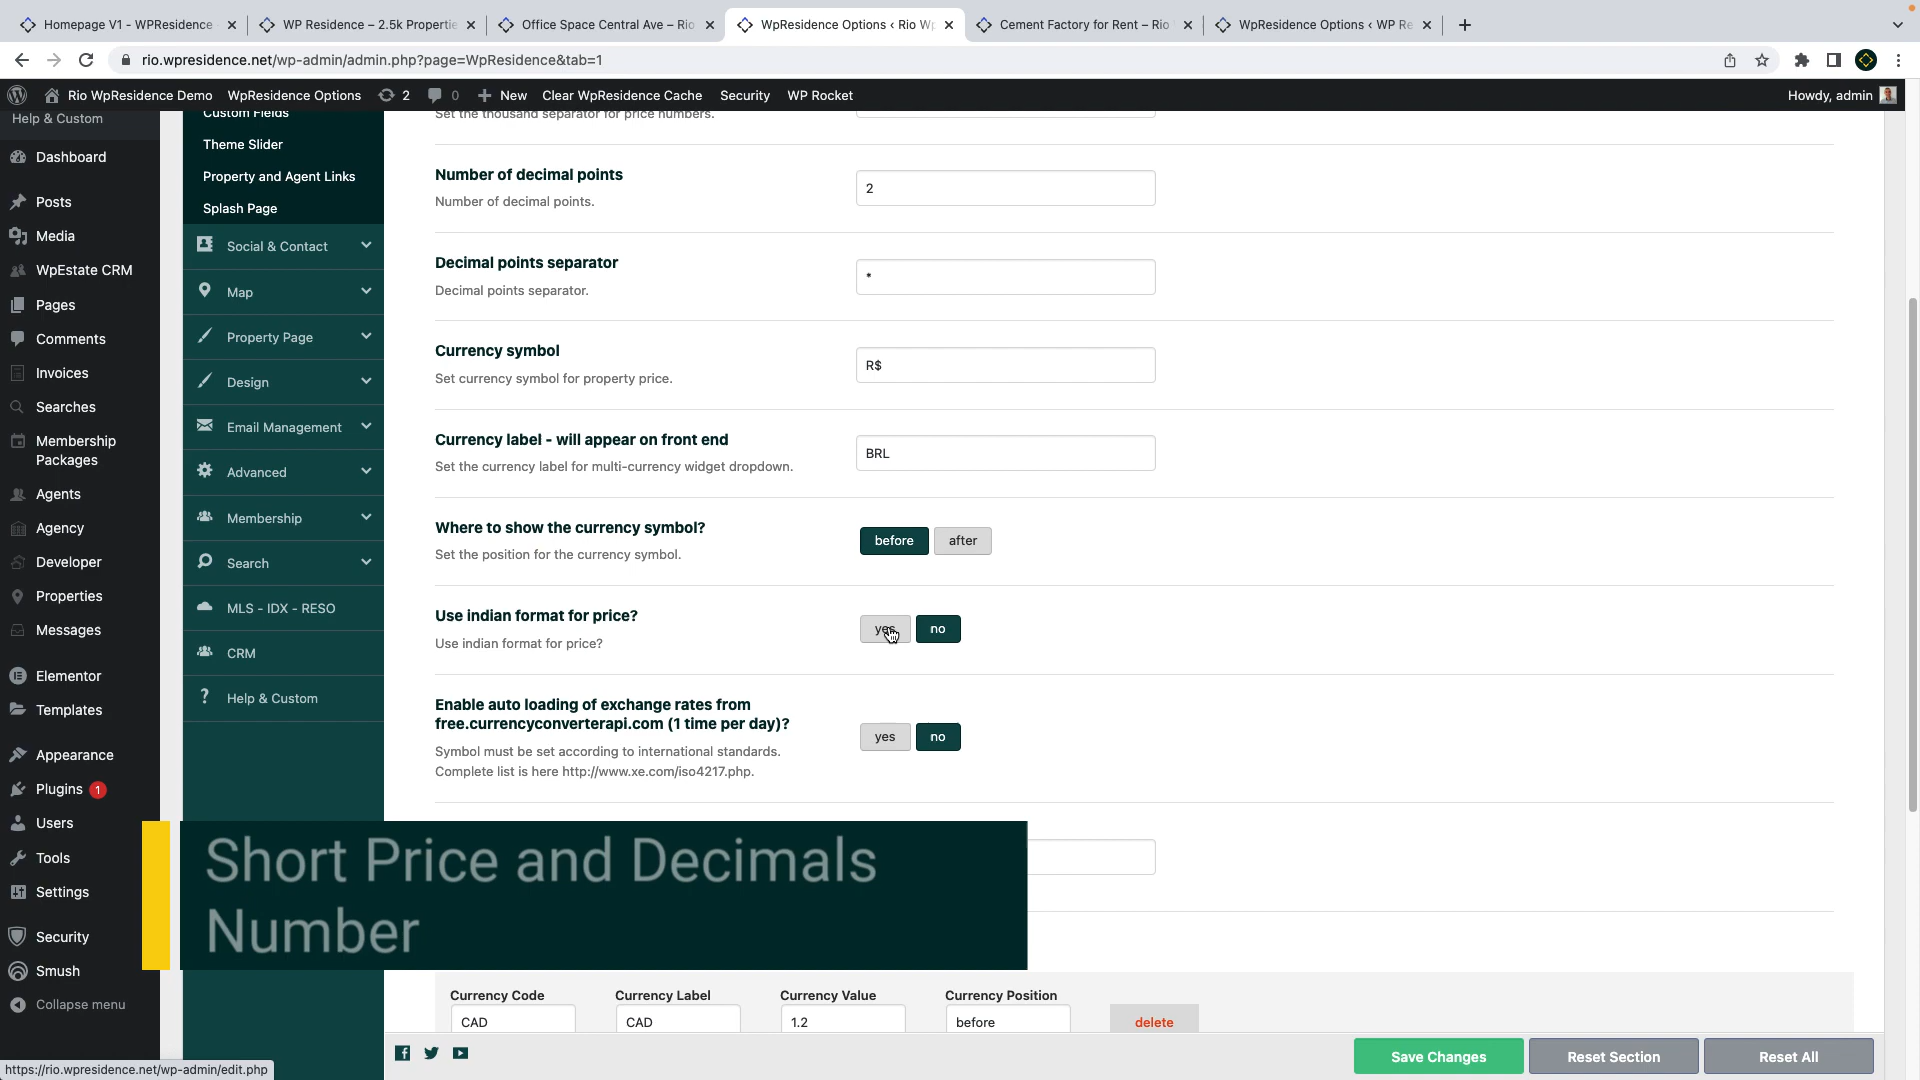 Homepage V1 - WPResidence
WP Residence – 2.5k Propertie
Office Space Central Ave – Rio
WpResidence Options ‹ Rio Wp
Cement Factory for Rent – Rio
WpResidence Options ‹ WP Re
rio.wpresidence.net/wp-admin/admin.php?page=WpResidence&tab=1
Rio WpResidence Demo
WpResidence Options
2
0
New
Clear WpResidence Cache
Security
WP Rocket
Howdy, admin
Help & Custom
Dashboard
Posts
Media
WpEstate CRM
Pages
Comments
Invoices
Searches
Membership
Packages
Agents
Agency
Developer
Properties
Messages
Elementor
Templates
Appearance
Plugins 1
Users
Tools
Settings
Security
Smush
Collapse menu
Custom Fields
Theme Slider
Property and Agent Links
Splash Page
Social & Contact
Map
Property Page
Design
Email Management
Advanced
Membership
Search
MLS - IDX - RESO
CRM
Help & Custom
Set the thousand separator for price numbers.
Number of decimal points
Number of decimal points.
2
Decimal points separator
Decimal points separator.
*
Currency symbol
Set currency symbol for property price.
R$
Currency label - will appear on front end
Set the currency label for multi-currency widget dropdown.
BRL
Where to show the currency symbol?
Set the position for the currency symbol.
before after
Use indian format for price?
Use indian format for price?
yes no
Enable auto loading of exchange rates from
free.currencyconverterapi.com (1 time per day)?
Symbol must be set according to international standards.
Complete list is here http://www.xe.com/iso4217.php.
yes no
Short Price and Decimals
Number
Currency Code Currency Label Currency Value Currency Position
CAD CAD 1.2 before delete
Save Changes Reset Section Reset All
https://rio.wpresidence.net/wp-admin/edit.php